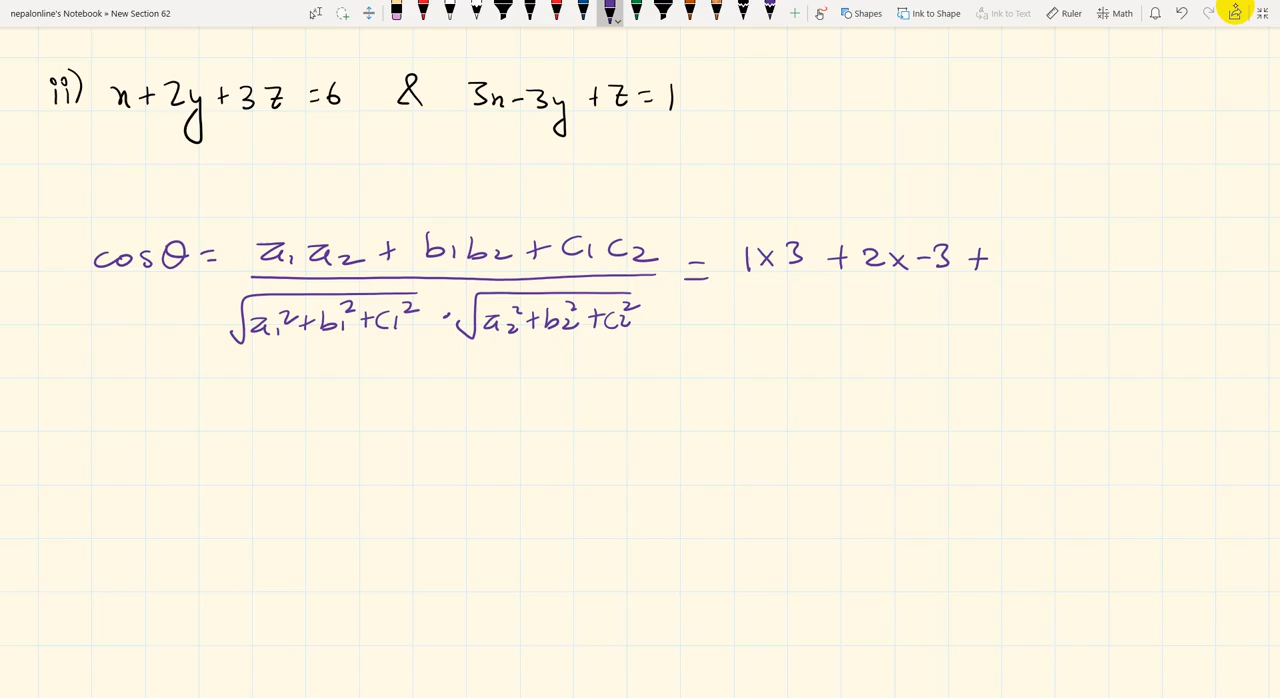 nepalonline's Notebook » New Section 62
Shapes Ink to Shape Ink to Text Ruler Math
ii) x + 2y + 3z = 6 & 3x - 3y + z = 1
cosθ = a₁a₂ + b₁b₂ + c₁c₂ / √a₁²+b₁²+c₁² · √a₂²+b₂²+c₂² = 1×3 + 2×-3 +